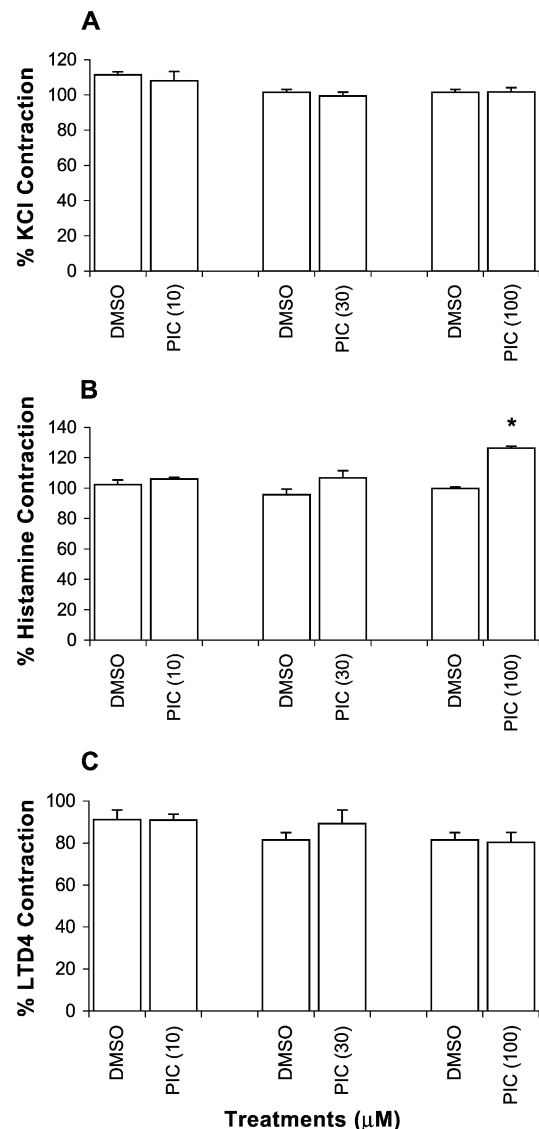 A
% KCl Contraction
120
100
80
60
40
20
0
DMSO
PIC (10)
DMSO
PIC (30)
DMSO
PIC (100)
B
% Histamine Contraction
140
120
100
80
60
40
20
0
*
DMSO
PIC (10)
DMSO
PIC (30)
DMSO
PIC (100)
C
% LTD4 Contraction
100
80
60
40
20
0
DMSO
PIC (10)
DMSO
PIC (30)
DMSO
PIC (100)
Treatments (μM)